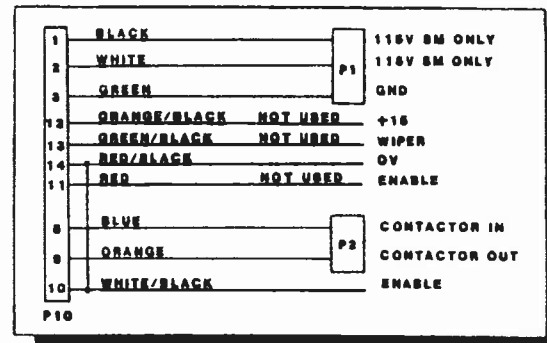 1 BLACK 115V SM ONLY
2 WHITE P1 115V SM ONLY
3 GREEN GND
12 ORANGE/BLACK NOT USED +15
13 GREEN/BLACK NOT USED WIPER
14 RED/BLACK OV
11 RED NOT USED ENABLE
8 BLUE CONTACTOR IN
P2
9 ORANGE CONTACTOR OUT
10 WHITE/BLACK ENABLE
P10